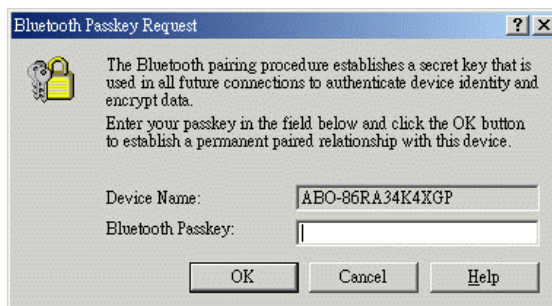 Bluetooth Passkey Request
The Bluetooth pairing procedure establishes a secret key that is
used in all future connections to authenticate device identity and
encrypt data.
Enter your passkey in the field below and click the OK button
to establish a permanent paired relationship with this device.
Device Name: ABO-86RA34K4XGP
Bluetooth Passkey:
OK Cancel Help